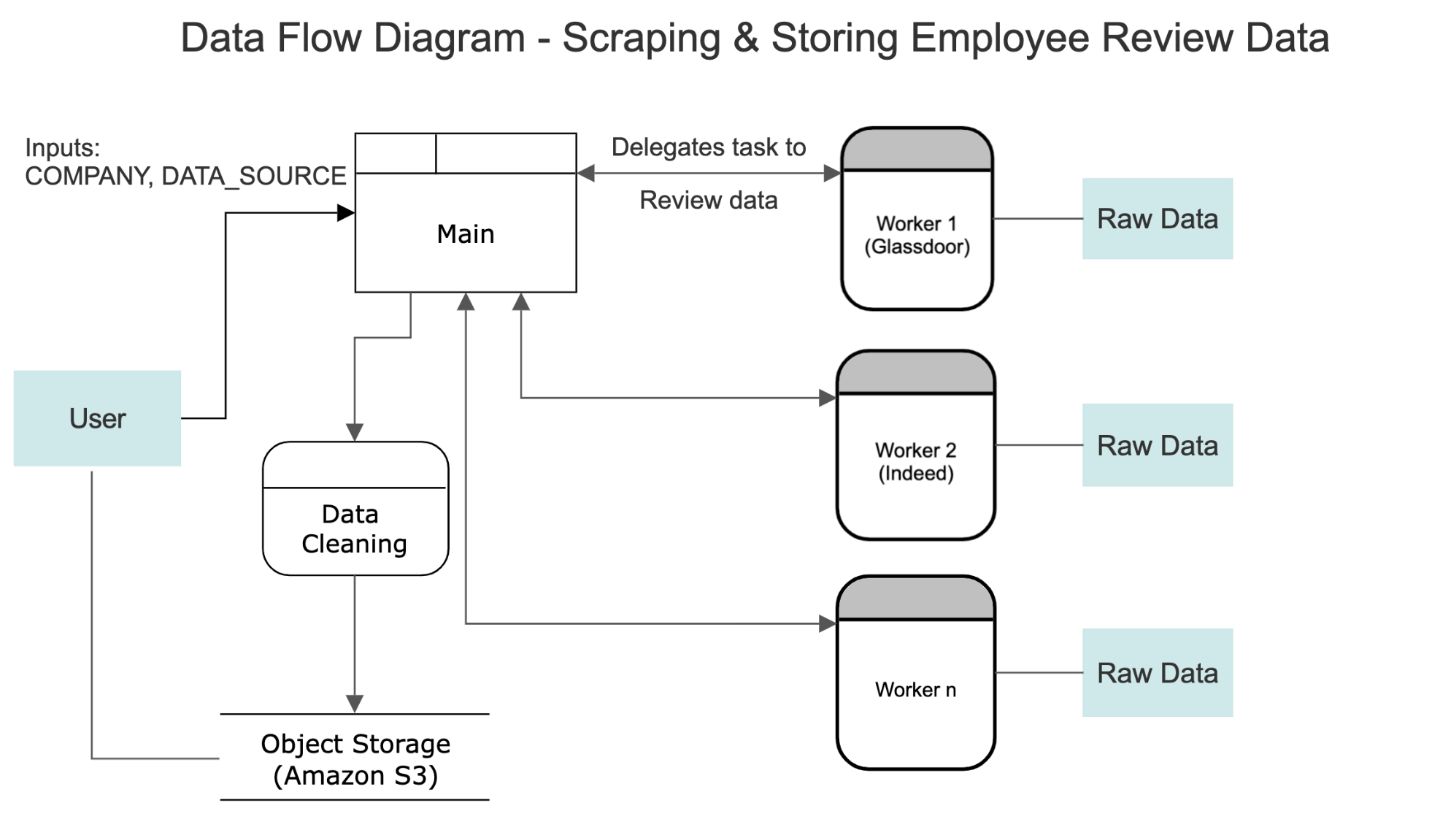 Data Flow Diagram - Scraping & Storing Employee Review Data
Inputs:
COMPANY, DATA_SOURCE
Main
Delegates task to
Review data
Worker 1
(Glassdoor)
Raw Data
User
Worker 2
(Indeed)
Raw Data
Data
Cleaning
Worker n
Raw Data
Object Storage
(Amazon S3)